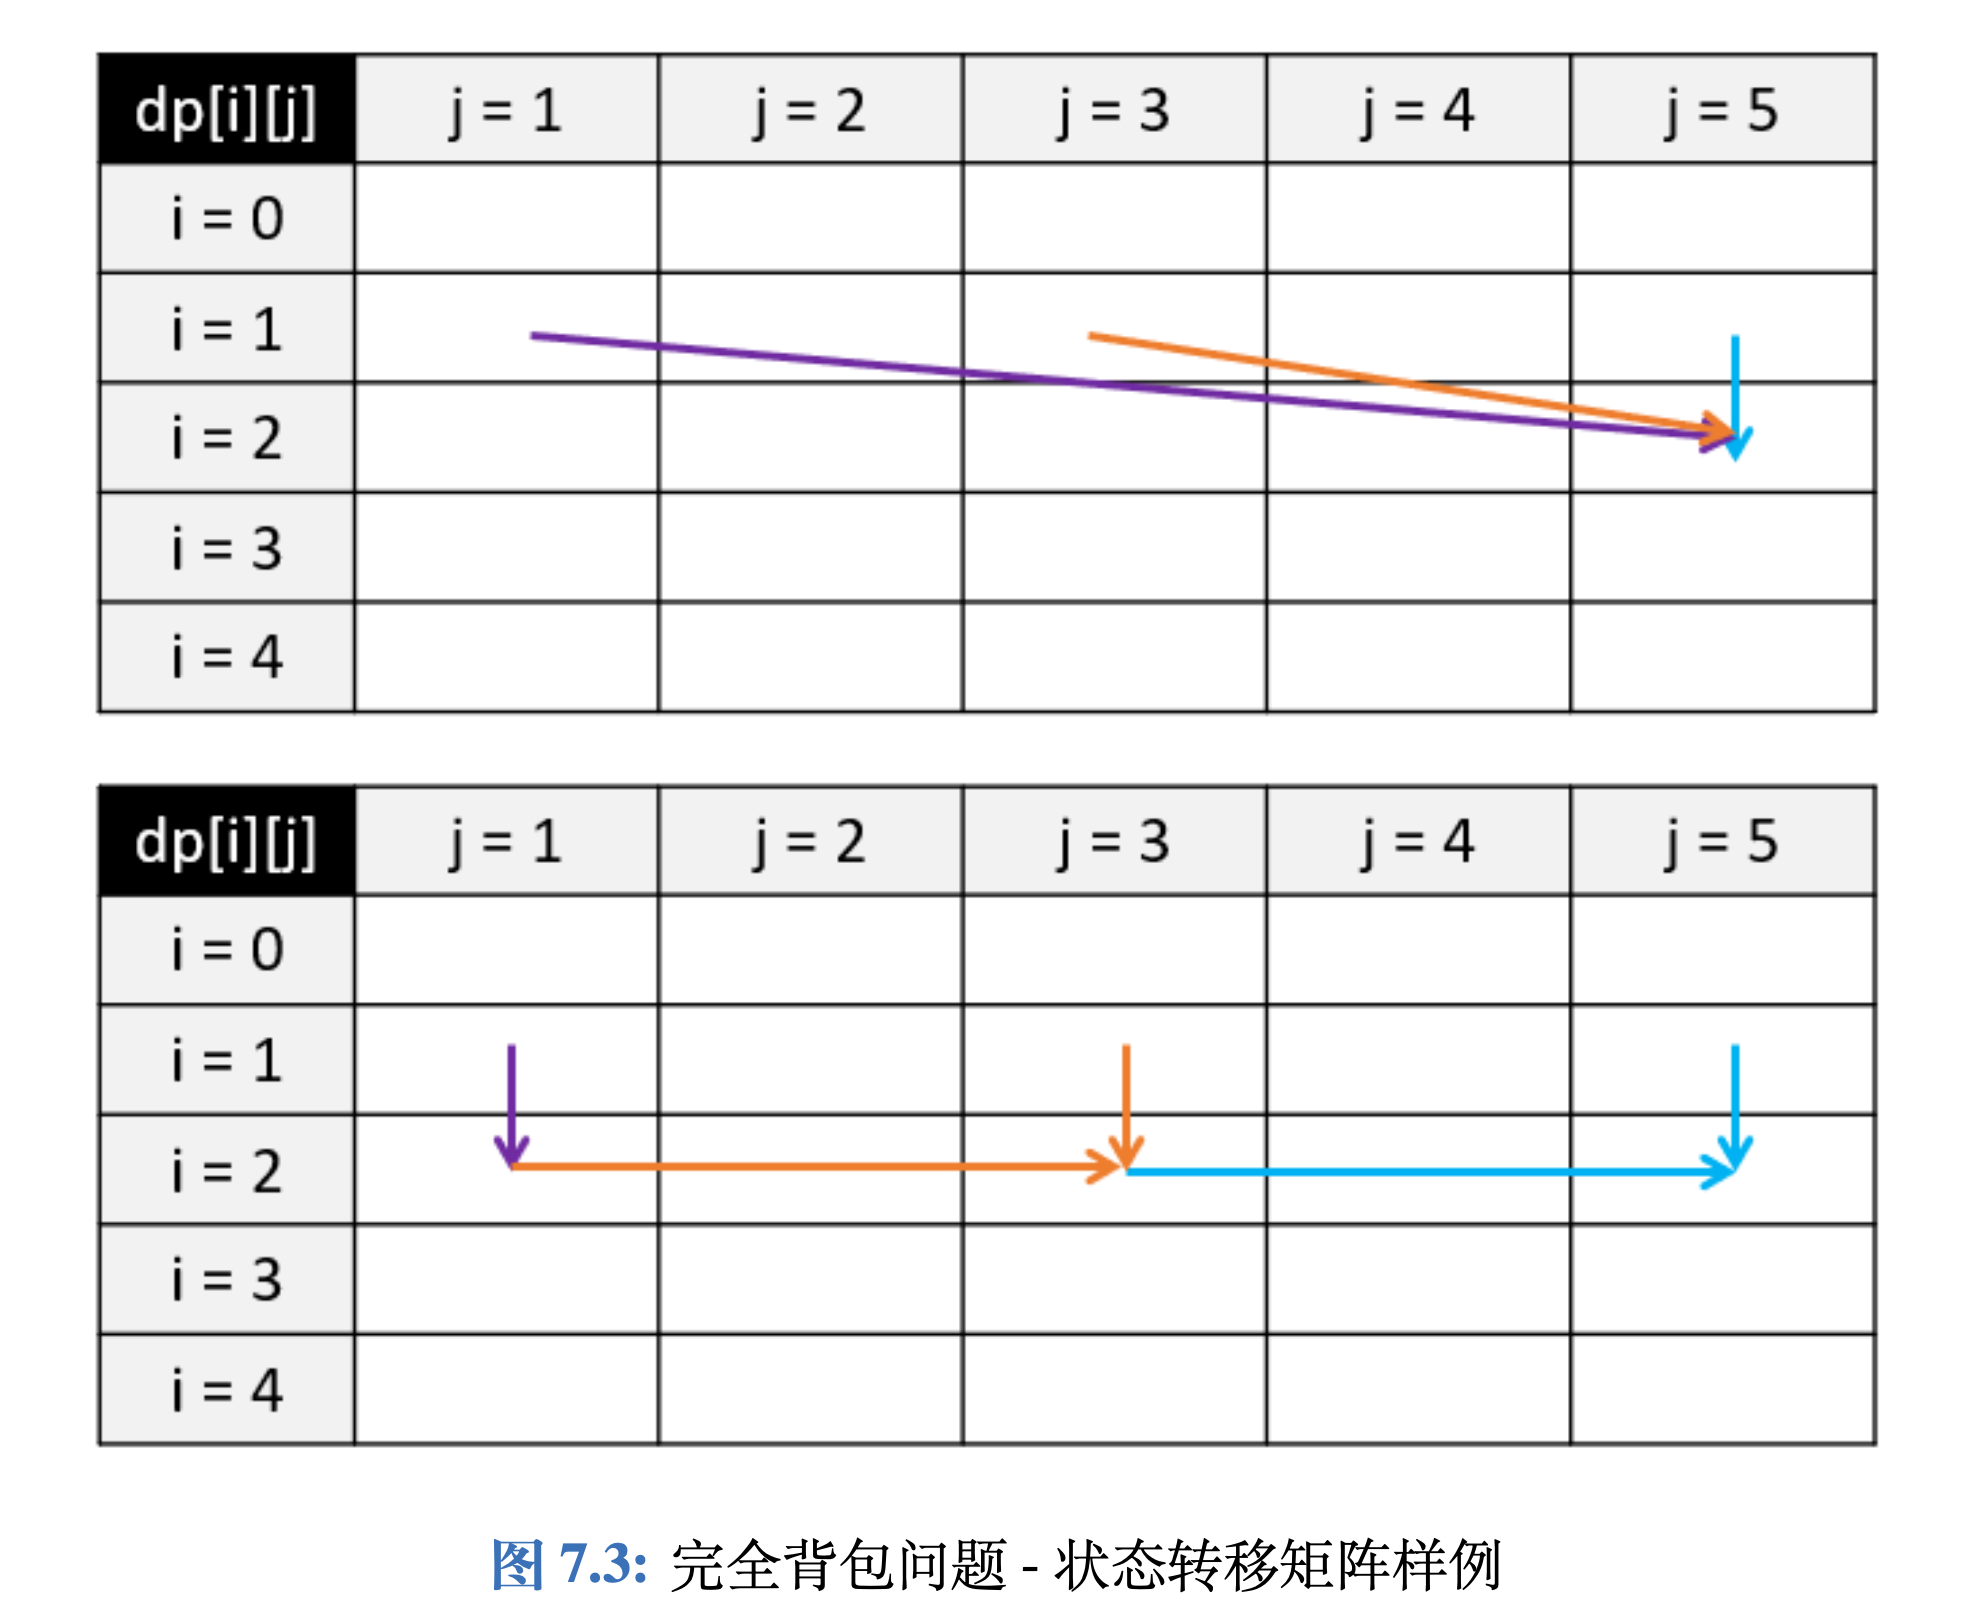 dp[i][j] j = 1 j = 2 j = 3 j = 4 j = 5
i = 0
i = 1
i = 2
i = 3
i = 4
dp[i][j] j = 1 j = 2 j = 3 j = 4 j = 5
i = 0
i = 1
i = 2
i = 3
i = 4
图 7.3: 完全背包问题 - 状态转移矩阵样例